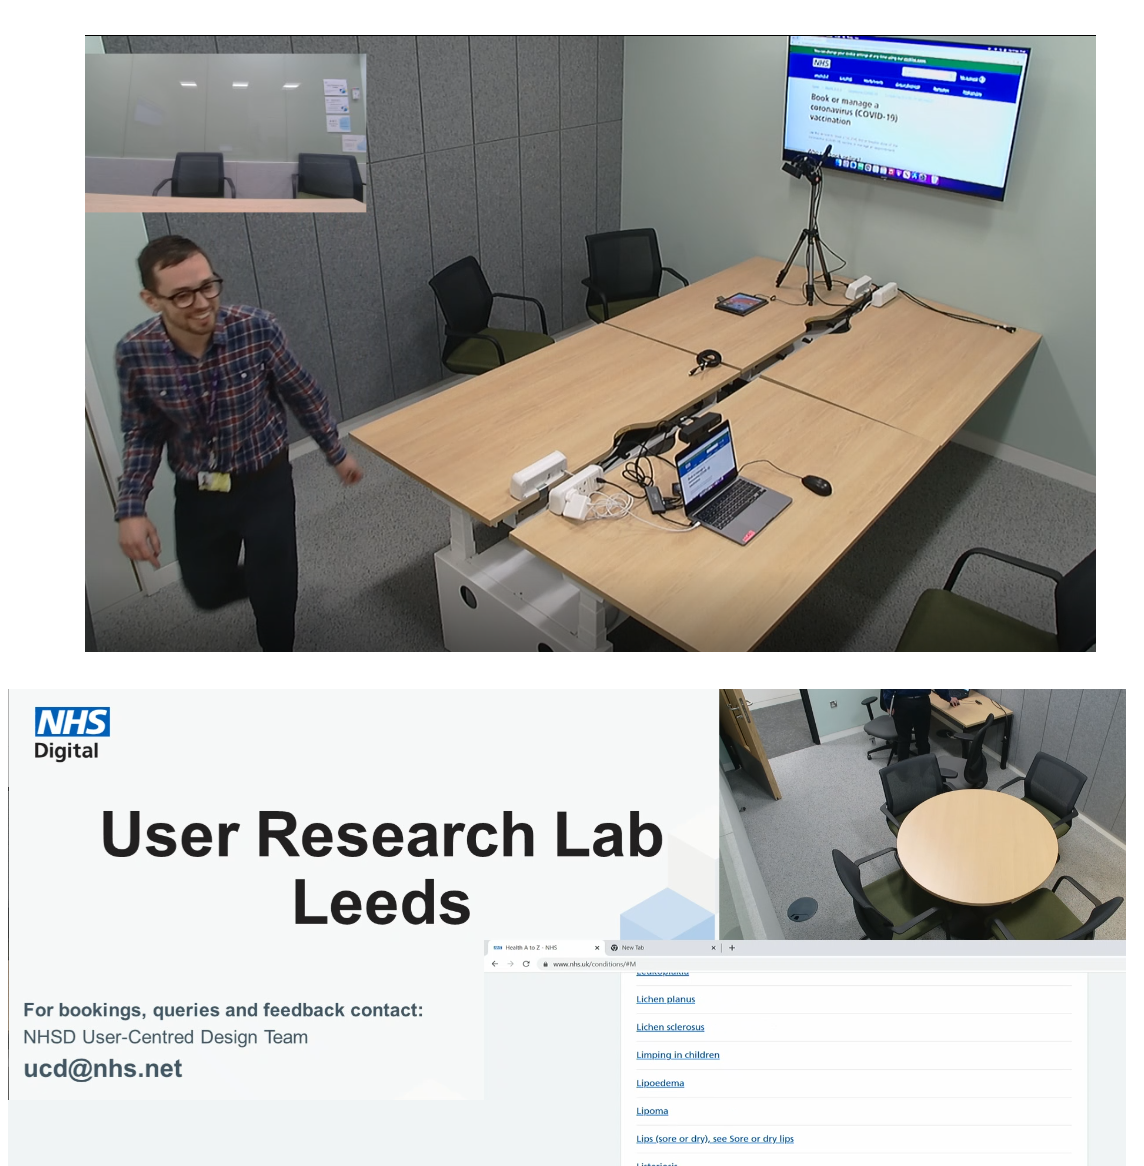 NHS
Book or manage a
coronavirus (COVID-19)
vaccination
NHS
Digital
User Research Lab
Leeds
For bookings, queries and feedback contact:
NHSD User-Centred Design Team
ucd@nhs.net
Health A to Z - NHS
New Tab
www.nhs.uk/conditions/#M
Leukoplakia
Lichen planus
Lichen sclerosus
Limping in children
Lipoedema
Lipoma
Lips (sore or dry), see Sore or dry lips
Listeriosis